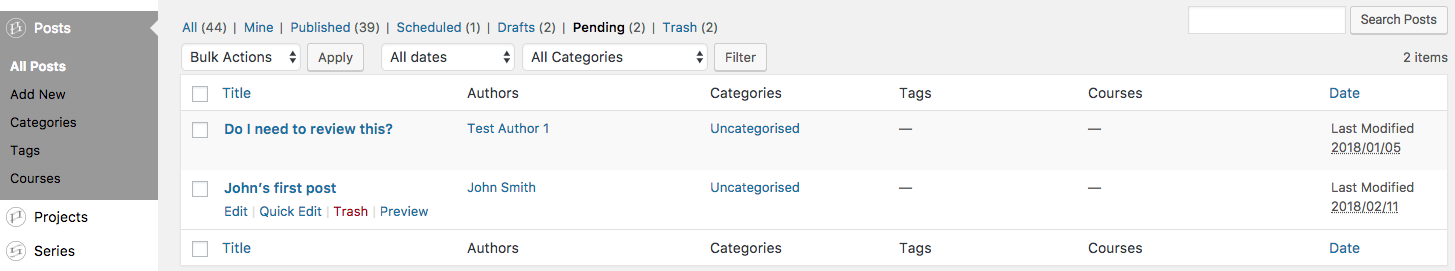 Posts
All Posts
Add New
Categories
Tags
Courses
Projects
Series
All (44) | Mine | Published (39) | Scheduled (1) | Drafts (2) | Pending (2) | Trash (2)
Search Posts
Bulk Actions Apply All dates All Categories Filter
2 items
Title Authors Categories Tags Courses Date
Do I need to review this? Test Author 1 Uncategorised — — Last Modified
2018/01/05
John’s first post John Smith Uncategorised — — Last Modified
Edit | Quick Edit | Trash | Preview 2018/02/11
Title Authors Categories Tags Courses Date